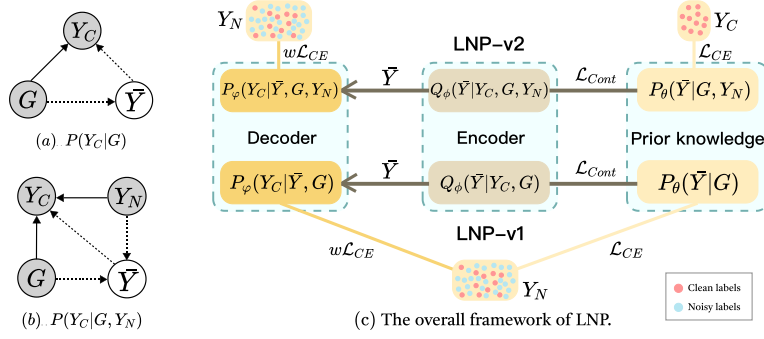 Y_C
G
Ȳ
(a) P(Y_C|G)
Y_C
Y_N
G
Ȳ
(b) P(Y_C|G, Y_N)
Y_N
LNP-v2
Y_C
wℒ_CE
ℒ_CE
P_φ(Y_C|Ȳ, G, Y_N)
Ȳ
Q_ϕ(Ȳ|Y_C, G, Y_N)
ℒ_Cont
P_θ(Ȳ|G, Y_N)
Decoder
Encoder
Prior knowledge
P_φ(Y_C|Ȳ, G)
Ȳ
Q_ϕ(Ȳ|Y_C, G)
ℒ_Cont
P_θ(Ȳ|G)
LNP-v1
wℒ_CE
ℒ_CE
Y_N
Clean labels
Noisy labels
(c) The overall framework of LNP.